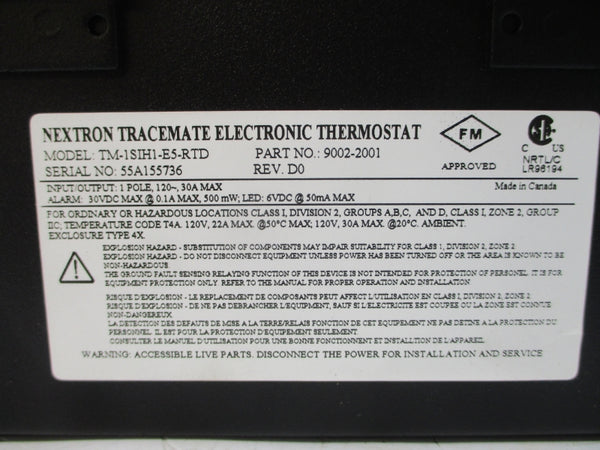 NEXTRON TRACEMATE ELECTRONIC THERMOSTAT
MODEL: TM-1SIH1-E5-RTD PART NO.: 9002-2001
SERIAL NO: 55A155736 REV. D0
FM
APPROVED
C US
NRTL/C
LR96194
INPUT/OUTPUT: 1 POLE, 120~, 30A MAX Made in Canada
ALARM: 30VDC MAX @ 0.1A MAX, 500 mW; LED: 6VDC @ 50mA MAX
FOR ORDINARY OR HAZARDOUS LOCATIONS CLASS I, DIVISION 2, GROUPS A,B,C, AND D, CLASS I, ZONE 2, GROUP
IIC, TEMPERATURE CODE T4A. 120V, 22A MAX. @50°C MAX; 120V, 30A MAX. @20°C. AMBIENT.
EXCLOSURE TYPE 4X.
EXPLOSION HAZARD - SUBSTITUTION OF COMPONENTS MAY IMPAIR SUITABILITY FOR CLASS 1, DIVISION 2, ZONE 2.
EXPLOSION HAZARD - DO NOT DISCONNECT EQUIPMENT UNLESS POWER HAS BEEN TURNED OFF OR THE AREA IS KNOWN TO BE
NON-HAZARDOUS.
THE GROUND FAULT SENSING RELAYING FUNCTION OF THIS DEVICE IS NOT INTENDED FOR PROTECTION OF PERSONEL. IT IS FOR
EQUIPMENT PROTECTION ONLY. REFER TO THE MANUAL FOR PROPER OPERATION AND INSTALLATION
RISQUE D'EXPLOSION - LE REPLACEMENT DE COMPOSANTS PEUT AFFECT L'UTILISATION EN CLASS I, DIVISION 2, ZONE 2.
RISQUE D'EXPLOSION - NE PAS DEBRANCHER L'EQUIPMENT, SAUF SI L'ELECTRICITE EST COUPEE OU LA ZONE EST CONNUE
NON-DANGEREUX.
LA DETECTION DES DEFAUTS DE MISE A LA TERRE/RELAIS FONCTION DE CET EQUIPEMENT NE PAS DEFINE A LA PROTECTION DU
PERSONNEL. IL EST POUR LA PROTECTION D'EQUIPMENT SEULEMENT.
CONSULTER LE MANUEL D'UTILISATION POUR UNE BONNE FONCTIONNEMENT ET INSTALLTION DE L'APPAREIL.
WARNING: ACCESSIBLE LIVE PARTS. DISCONNECT THE POWER FOR INSTALLATION AND SERVICE